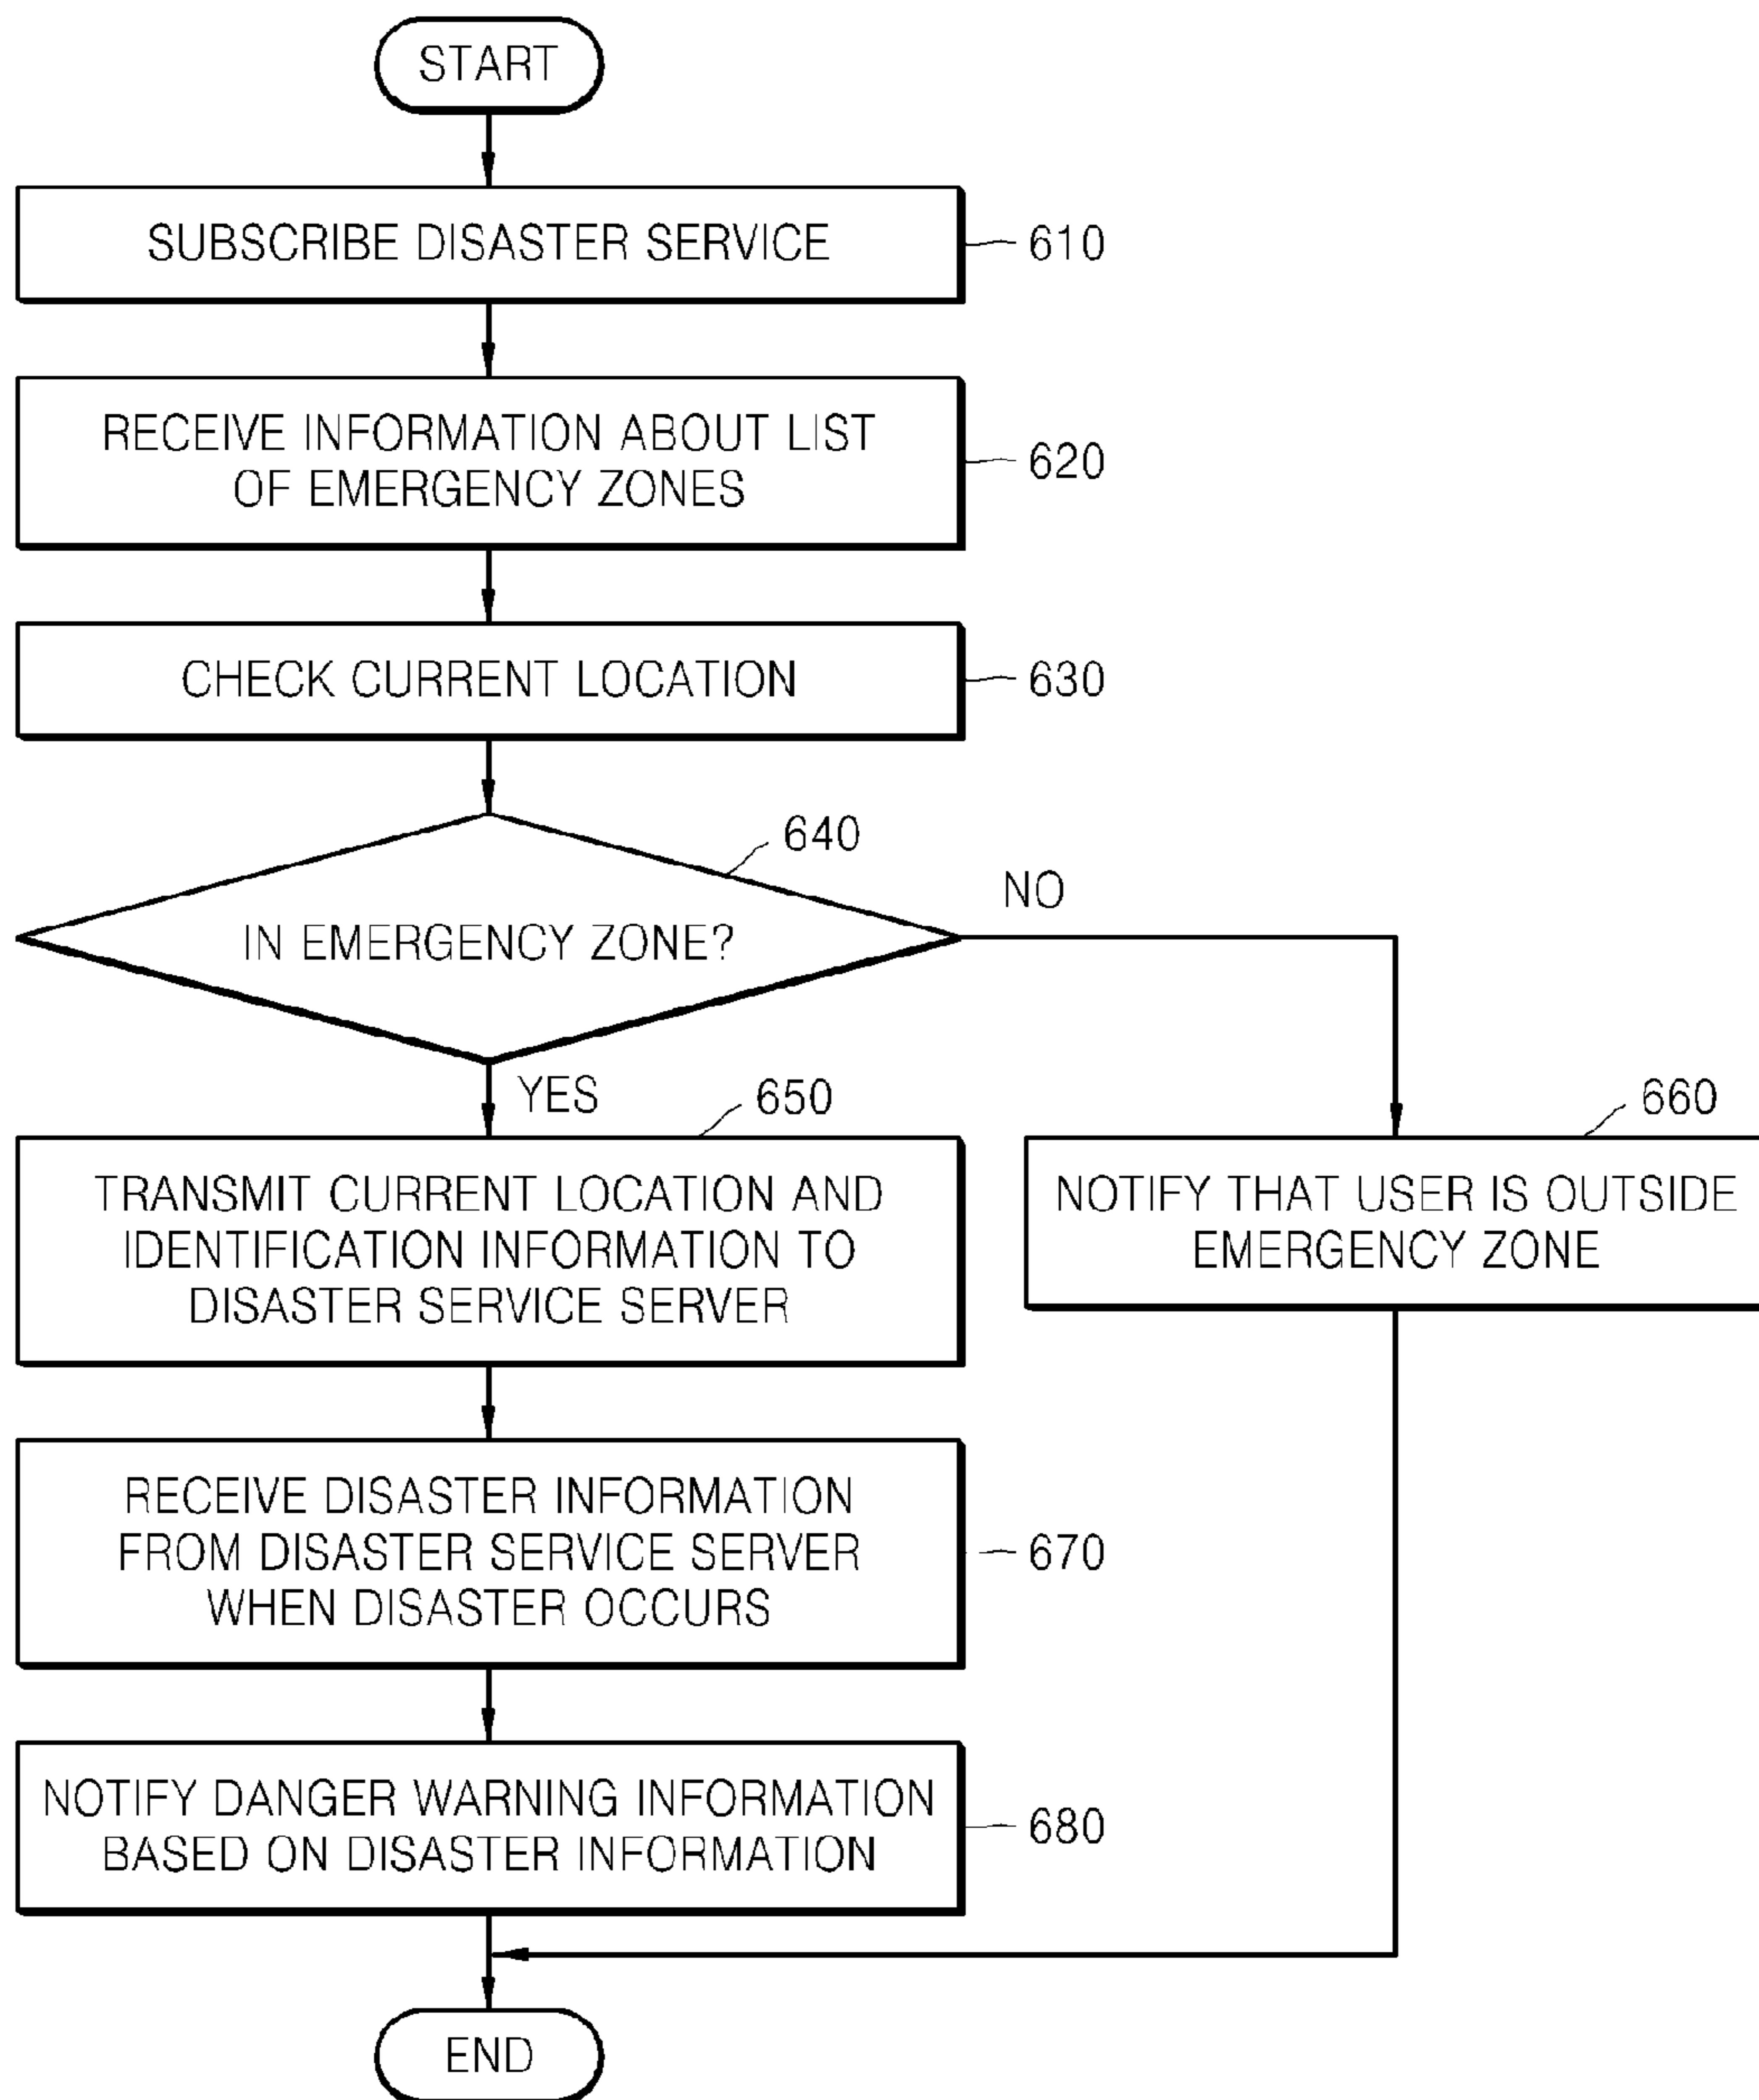 START
SUBSCRIBE DISASTER SERVICE
610
RECEIVE INFORMATION ABOUT LIST
OF EMERGENCY ZONES
620
CHECK CURRENT LOCATION
630
640
IN EMERGENCY ZONE?
NO
YES
650
TRANSMIT CURRENT LOCATION AND
IDENTIFICATION INFORMATION TO
DISASTER SERVICE SERVER
660
NOTIFY THAT USER IS OUTSIDE
EMERGENCY ZONE
RECEIVE DISASTER INFORMATION
FROM DISASTER SERVICE SERVER
WHEN DISASTER OCCURS
670
NOTIFY DANGER WARNING INFORMATION
BASED ON DISASTER INFORMATION
680
END